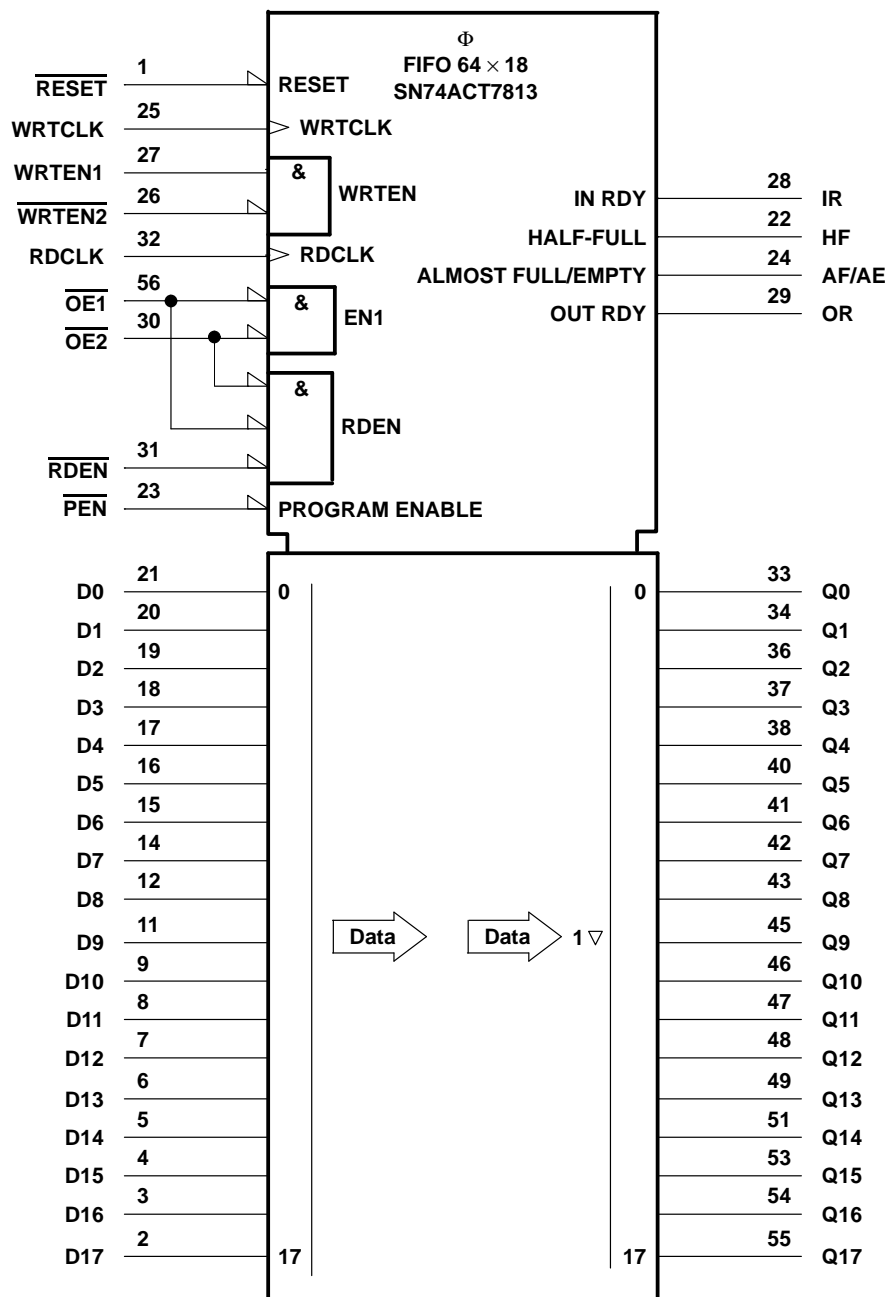 Φ
FIFO 64 × 18
SN74ACT7813
RESET 1 RESET
WRTCLK 25 WRTCLK
WRTEN1 27 & WRTEN
WRTEN2 26
RDCLK 32 RDCLK
OE1 56 & EN1
OE2 30
& RDEN
RDEN 31
PEN 23 PROGRAM ENABLE
IN RDY 28 IR
HALF-FULL 22 HF
ALMOST FULL/EMPTY 24 AF/AE
OUT RDY 29 OR
D0 21 0 0 33 Q0
D1 20 34 Q1
D2 19 36 Q2
D3 18 37 Q3
D4 17 38 Q4
D5 16 40 Q5
D6 15 41 Q6
D7 14 42 Q7
D8 12 43 Q8
D9 11 Data Data 1 ▽ 45 Q9
D10 9 46 Q10
D11 8 47 Q11
D12 7 48 Q12
D13 6 49 Q13
D14 5 51 Q14
D15 4 53 Q15
D16 3 54 Q16
D17 2 17 17 55 Q17